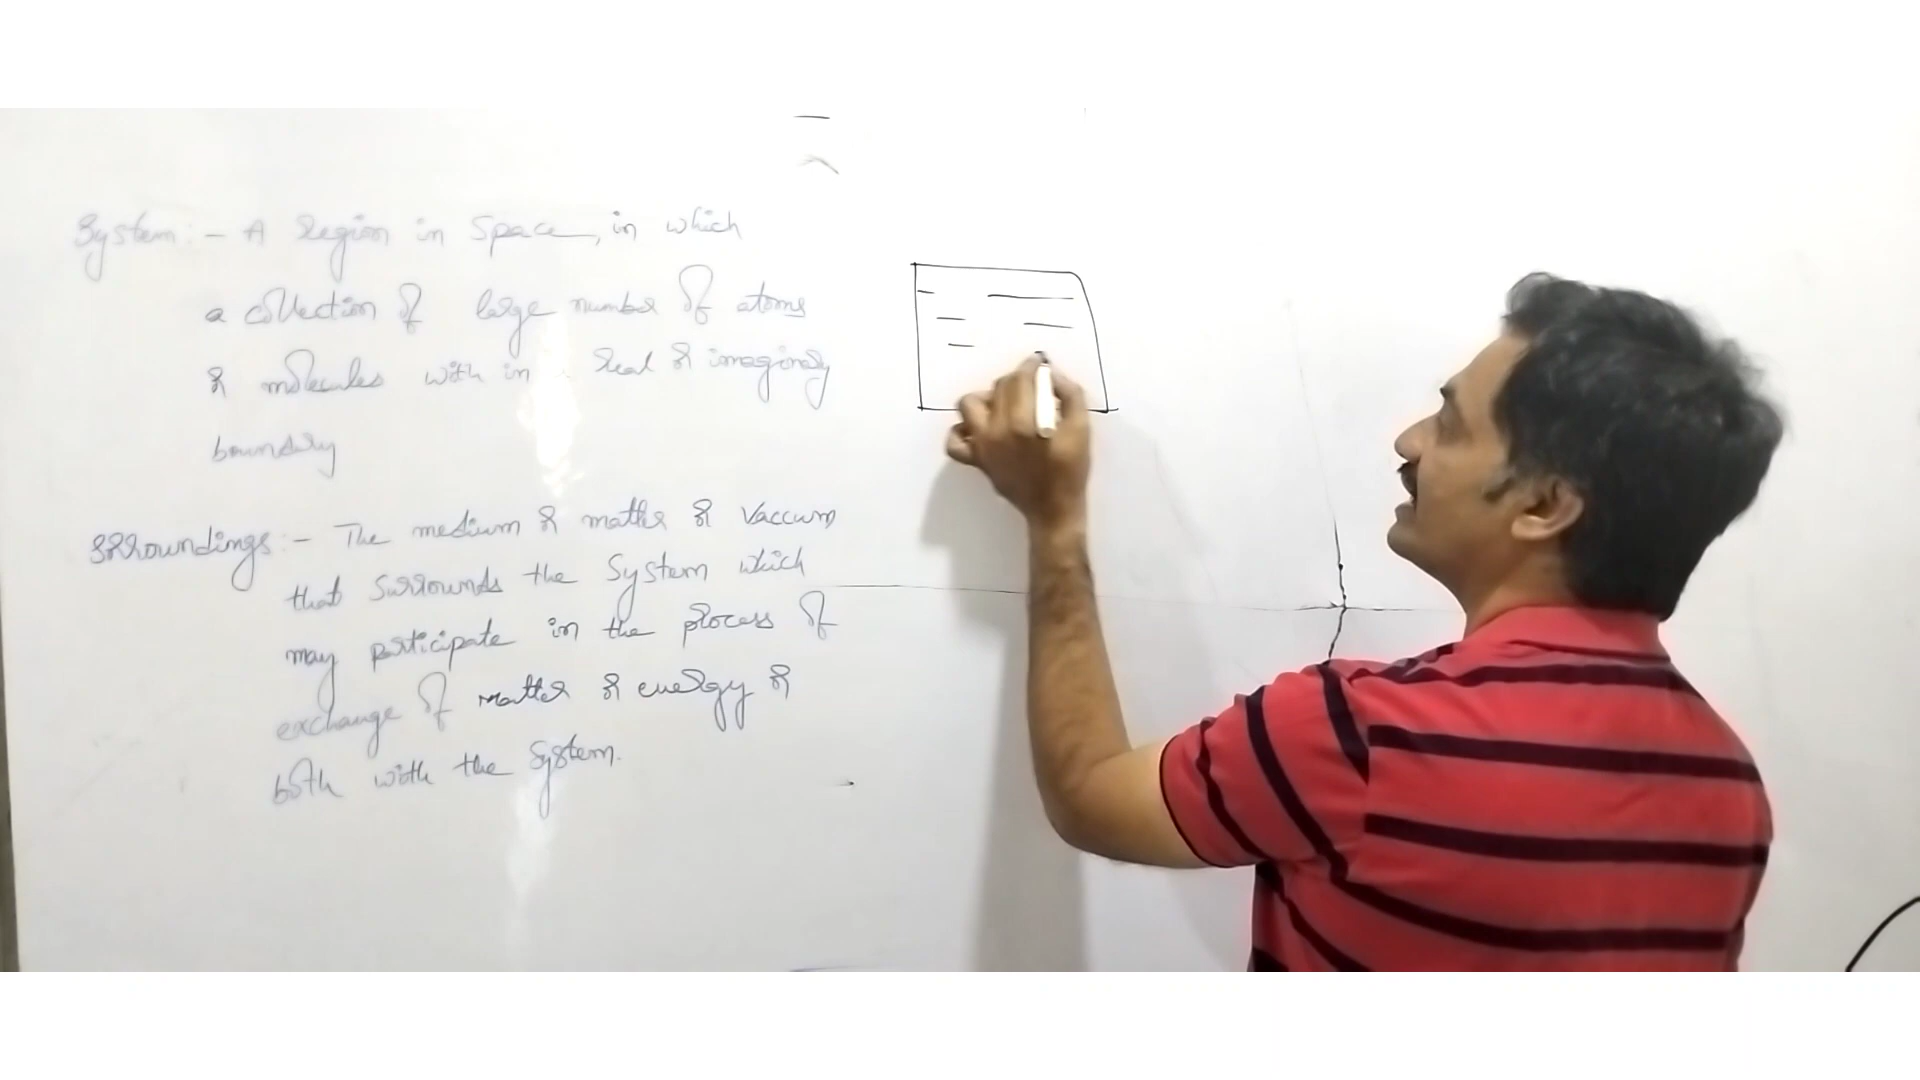 System:- A region in Space, in which
a collection of large number of atoms
or molecules with in real or imaginary
boundary
Surroundings:- The medium or matter or Vaccum
that surrounds the system which
may participate in the process of
exchange of matter or energy or
both with the system.